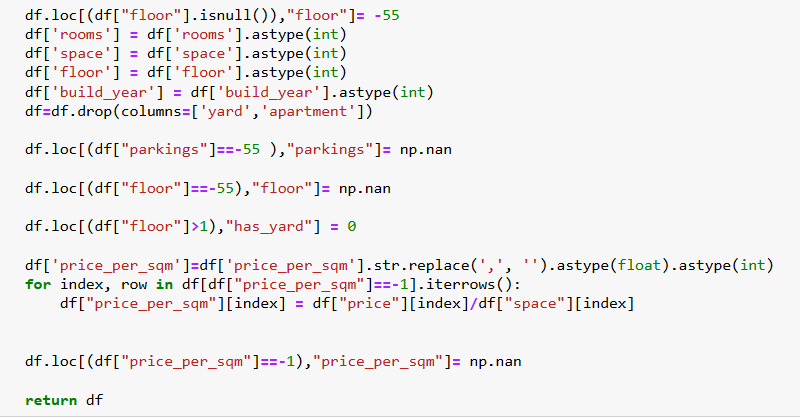 df.loc[(df["floor"].isnull()),"floor"]= -55
df['rooms'] = df['rooms'].astype(int)
df['space'] = df['space'].astype(int)
df['floor'] = df['floor'].astype(int)
df['build_year'] = df['build_year'].astype(int)
df=df.drop(columns=['yard','apartment'])
df.loc[(df["parkings"]==-55 ),"parkings"]= np.nan
df.loc[(df["floor"]==-55),"floor"]= np.nan
df.loc[(df["floor"]>1),"has_yard"] = 0
df['price_per_sqm']=df['price_per_sqm'].str.replace(',', '').astype(float).astype(int)
for index, row in df[df["price_per_sqm"]==-1].iterrows():
    df["price_per_sqm"][index] = df["price"][index]/df["space"][index]
df.loc[(df["price_per_sqm"]==-1),"price_per_sqm"]= np.nan
return df